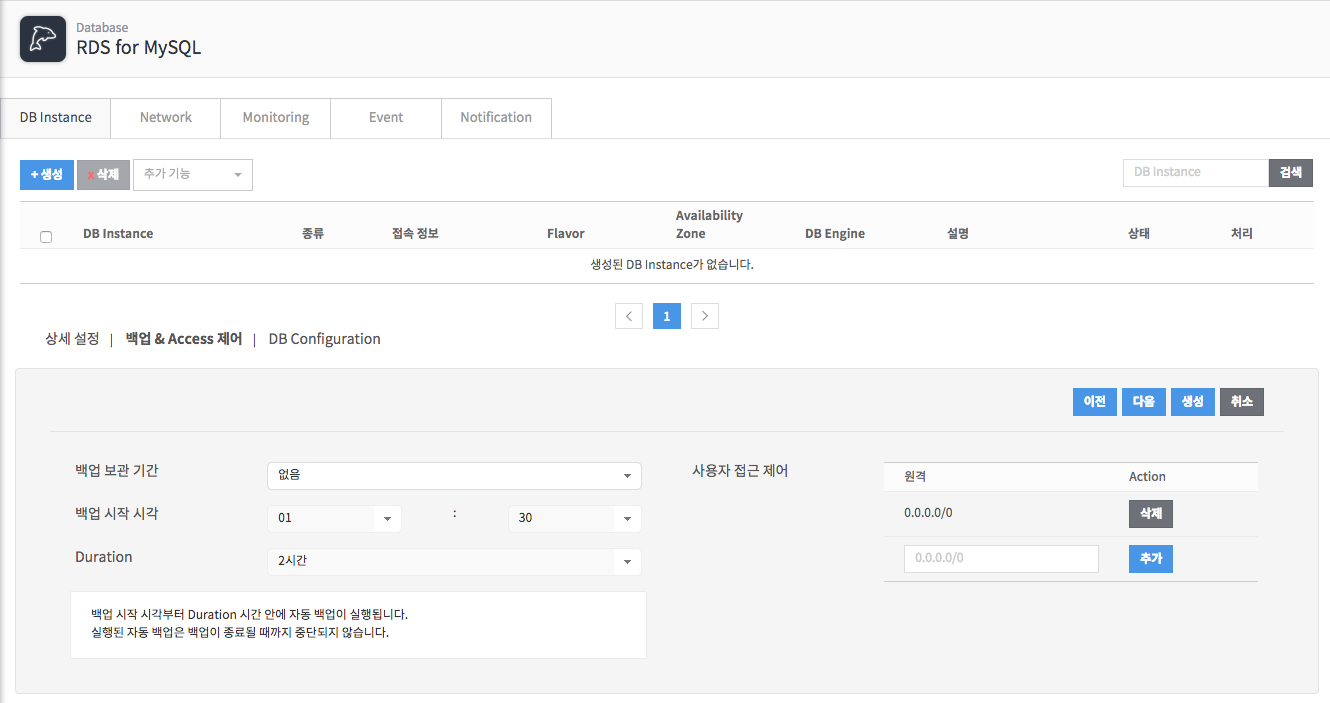 Database
RDS for MySQL
DB Instance
Network
Monitoring
Event
Notification
+ 생성
x 삭제
추가 기능
DB Instance
검색
DB Instance
종류
접속 정보
Flavor
Availability
Zone
DB Engine
설명
상태
처리
생성된 DB Instance가 없습니다.
< 1 >
상세 설정 | 백업 & Access 제어 | DB Configuration
이전
다음
생성
취소
백업 보관 기간
없음
백업 시작 시각
01 : 30
Duration
2시간
백업 시작 시각부터 Duration 시간 안에 자동 백업이 실행됩니다.
실행된 자동 백업은 백업이 종료될 때까지 중단되지 않습니다.
사용자 접근 제어
원격
Action
0.0.0.0/0
삭제
0.0.0.0/0
추가